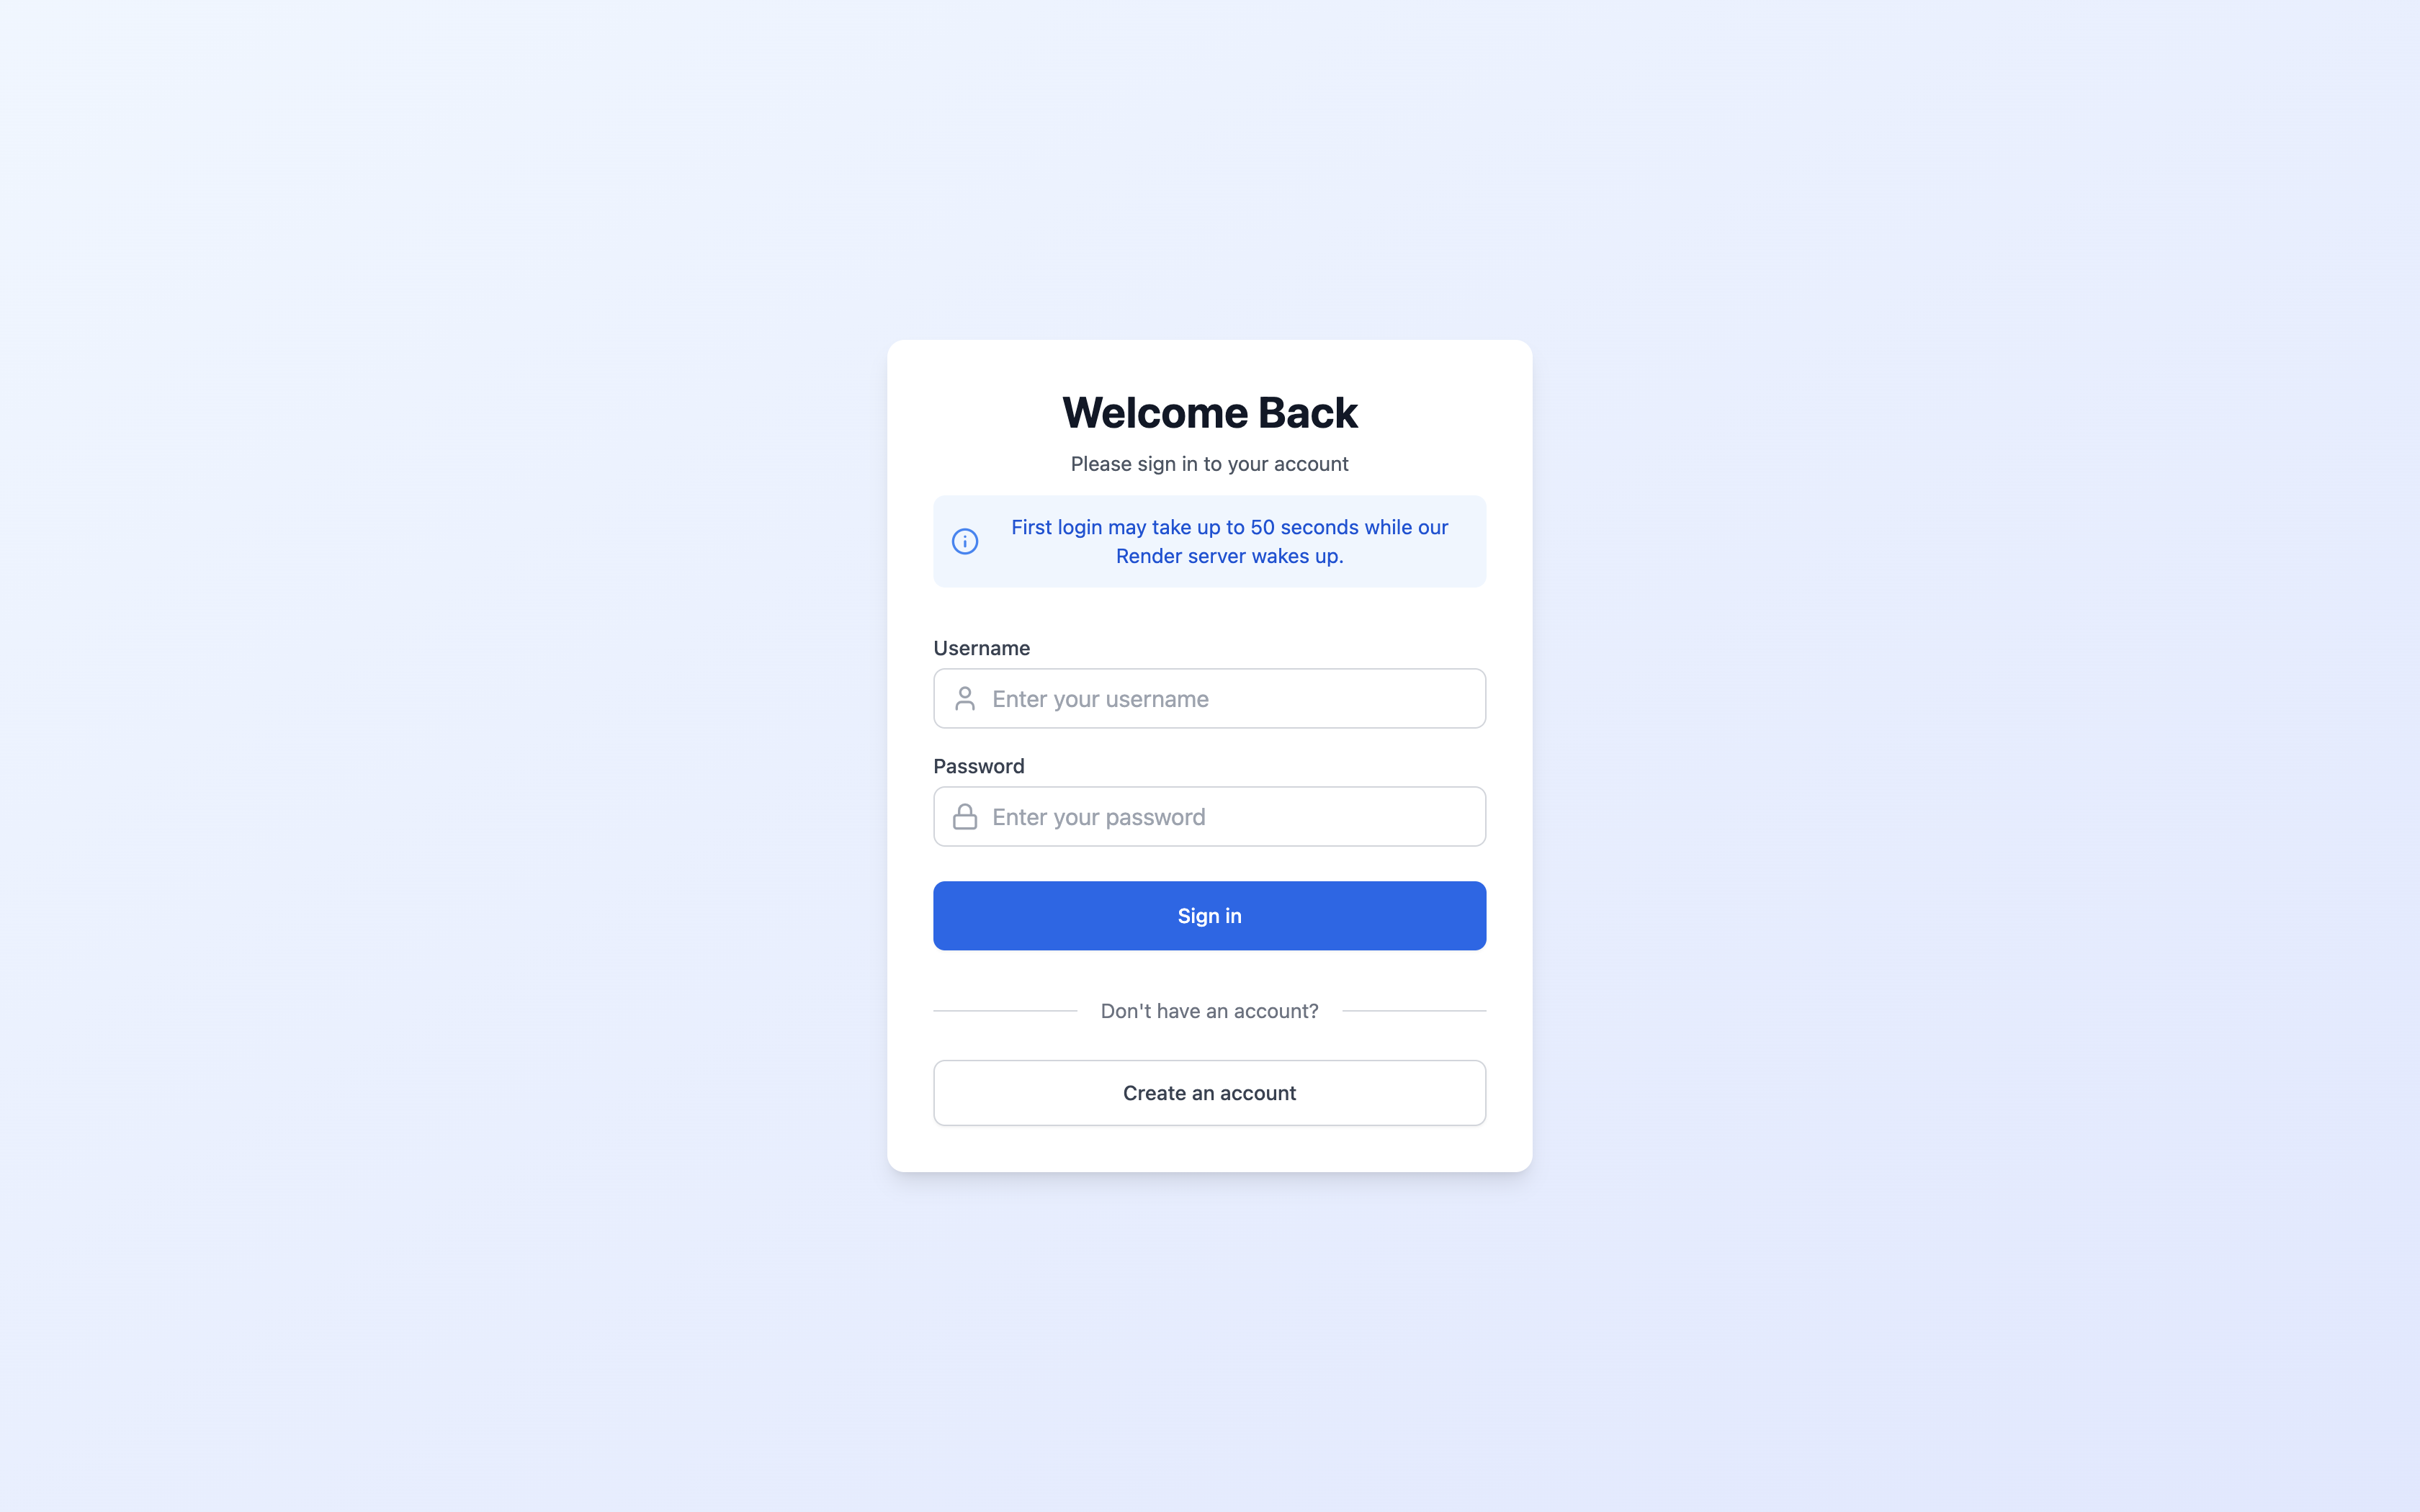 Welcome Back
Please sign in to your account
First login may take up to 50 seconds while our
Render server wakes up.
Username
Enter your username
Password
Enter your password
Sign in
Don't have an account?
Create an account